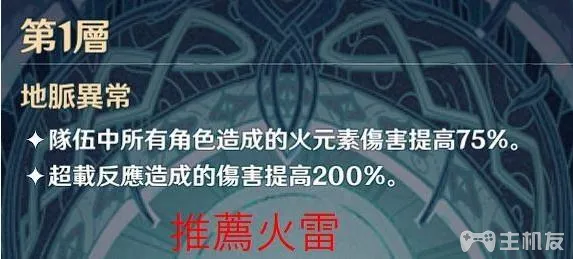 第1層
地脈異常
✦隊伍中所有角色造成的火元素傷害提高75%。
✦超載反應造成的傷害提高200%。
推薦火雷
主机友